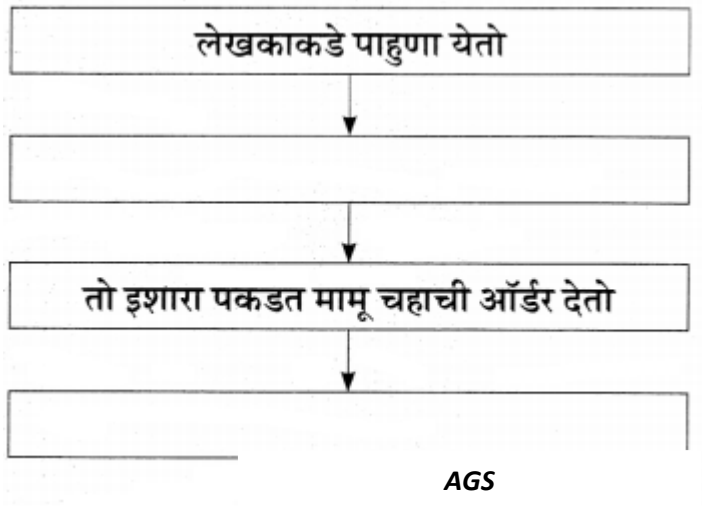 लेखकाकडे पाहुणा येतो
तो इशारा पकडत मामू चहाची ऑर्डर देतो
AGS